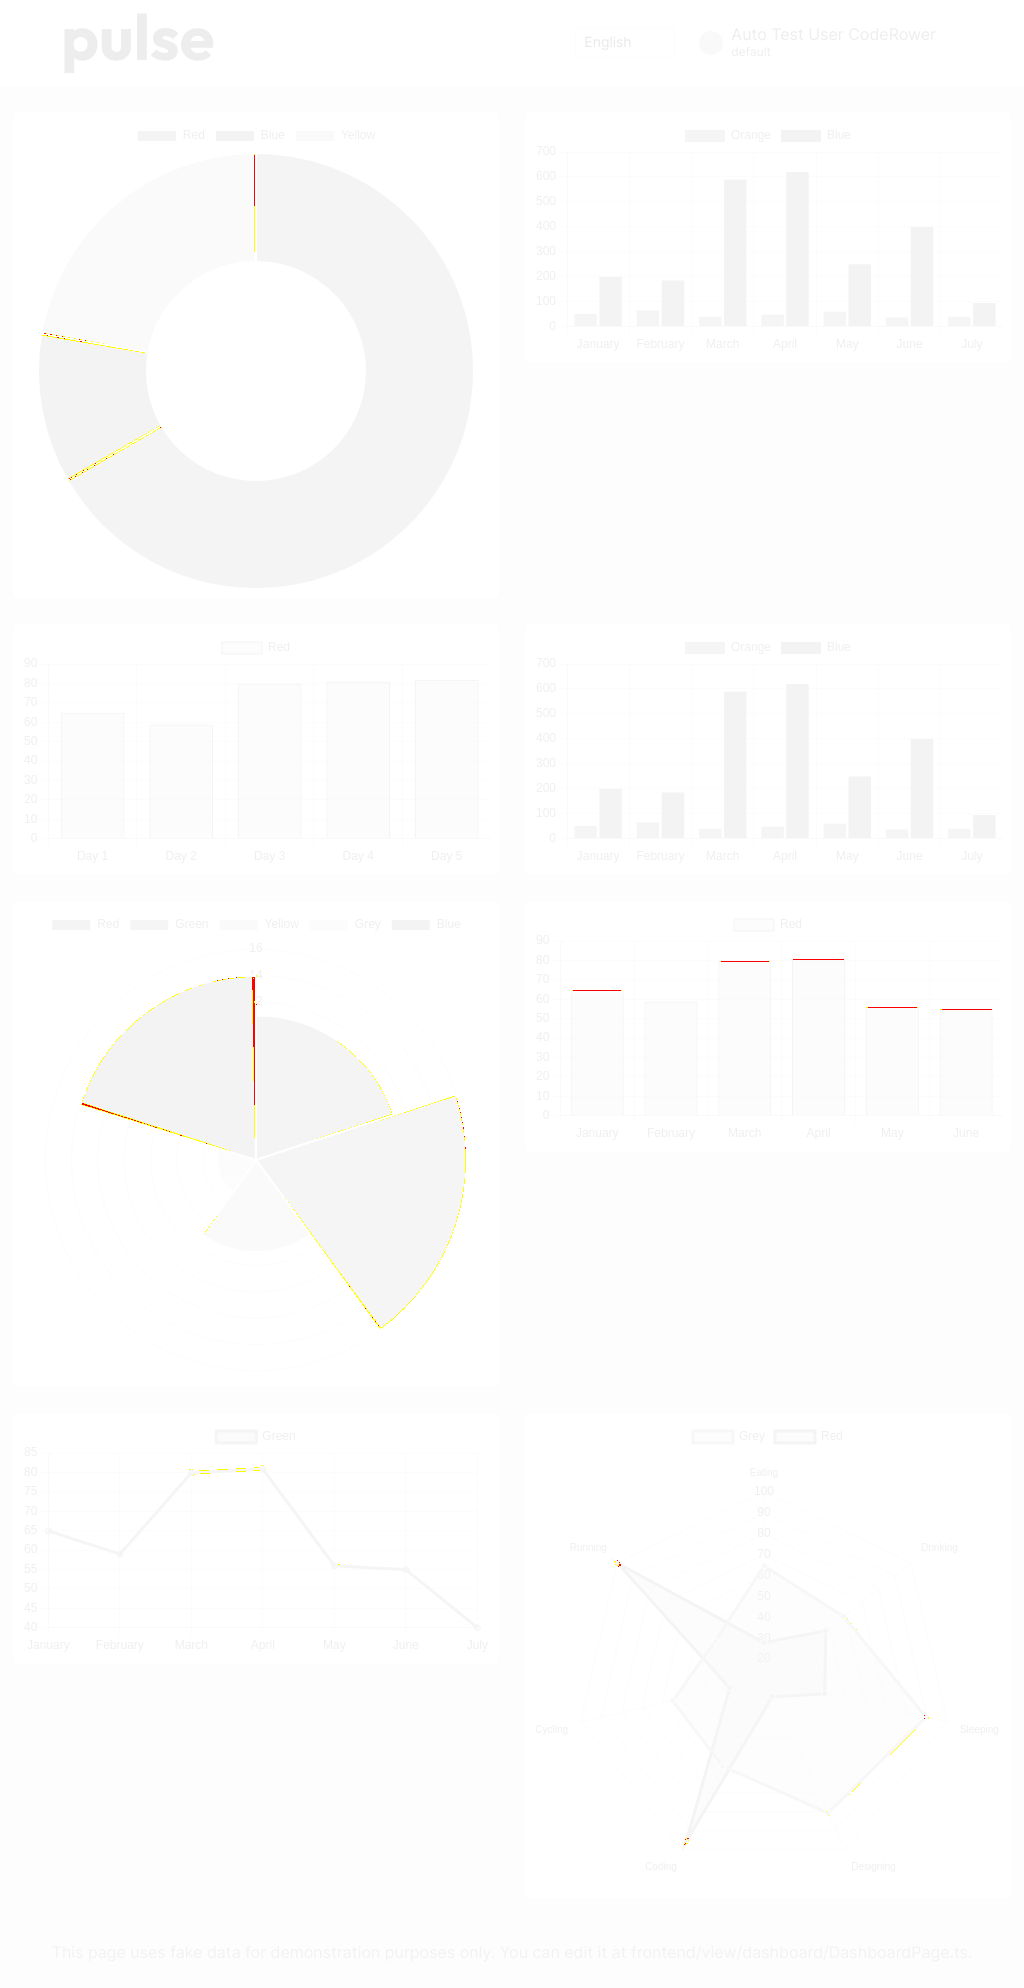 pulse
English
Auto Test User CodeRower
default
Red Blue Yellow
Orange Blue
700
600
500
400
300
200
100
0
January February March April May June July
Red
90
80
70
60
50
40
30
20
10
0
Day 1 Day 2 Day 3 Day 4 Day 5
Orange Blue
700
600
500
400
300
200
100
0
January February March April May June July
Red Green Yellow Grey Blue
16
14
Red
90
80
70
60
50
40
30
20
10
0
January February March April May June
Green
85
80
75
70
65
60
55
50
45
40
January February March April May June July
Grey Red
Eating
100
90
80
70
60
50
40
30
20
Running
Drinking
Cycling
Sleeping
Coding
Designing
This page uses fake data for demonstration purposes only. You can edit it at frontend/view/dashboard/DashboardPage.ts.